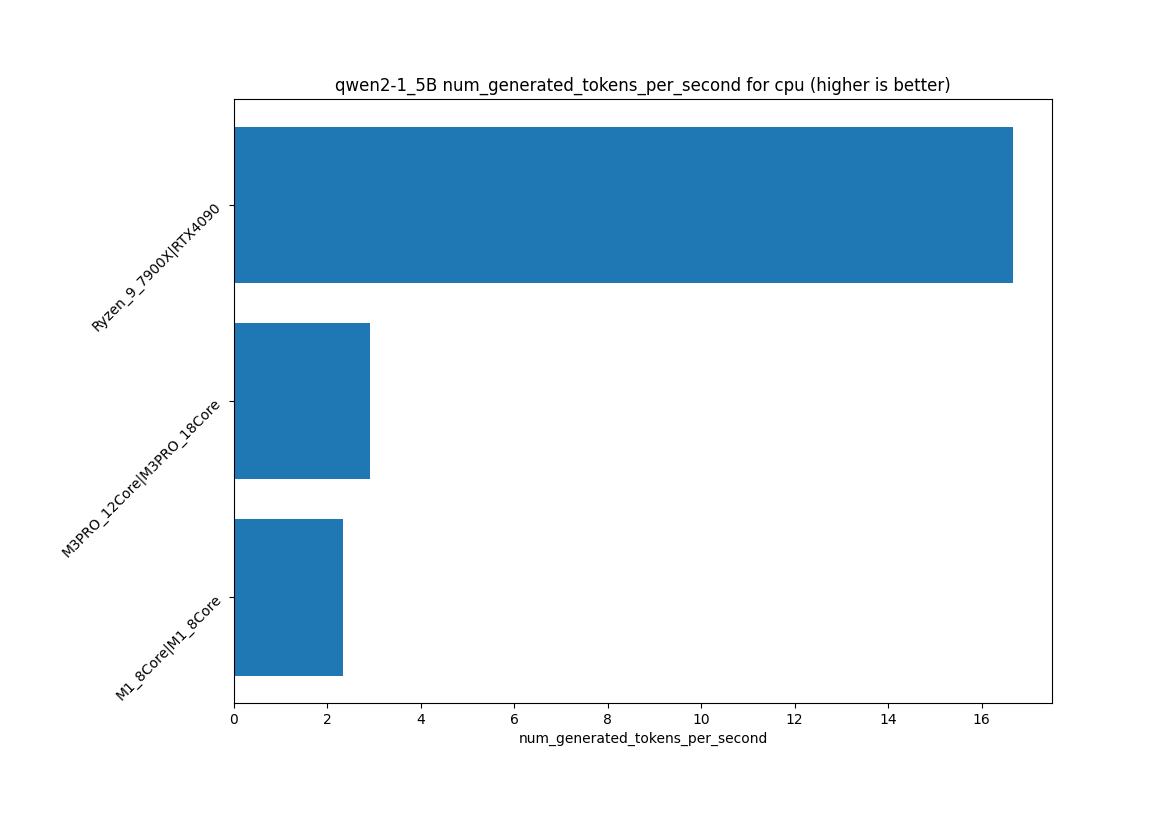 qwen2-1_5B num_generated_tokens_per_second for cpu (higher is better)
Ryzen_9_7900X|RTX4090
M3PRO_12Core|M3PRO_18Core
M1_8Core|M1_8Core
0 2 4 6 8 10 12 14 16
num_generated_tokens_per_second